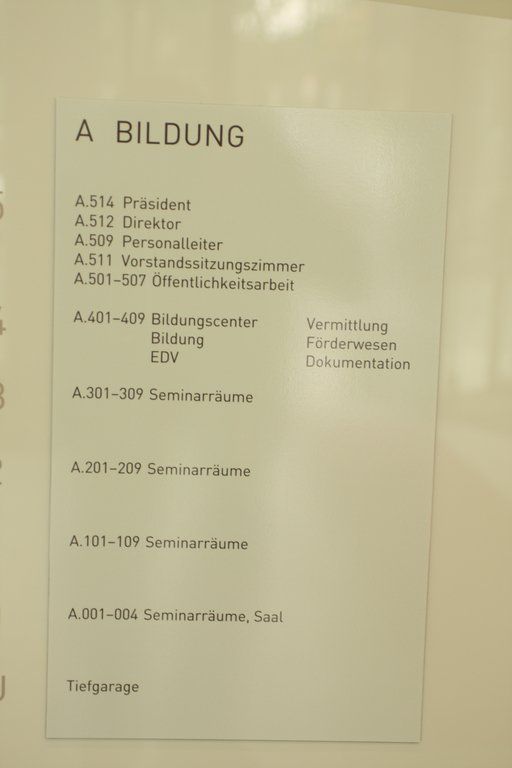 A BILDUNG
A.514 Präsident
A.512 Direktor
A.509 Personalleiter
A.511 Vorstandssitzungszimmer
A.501–507 Öffentlichkeitsarbeit
A.401–409 Bildungscenter Vermittlung
Bildung Förderwesen
EDV Dokumentation
A.301–309 Seminarräume
A.201–209 Seminarräume
A.101–109 Seminarräume
A.001–004 Seminarräume, Saal
Tiefgarage